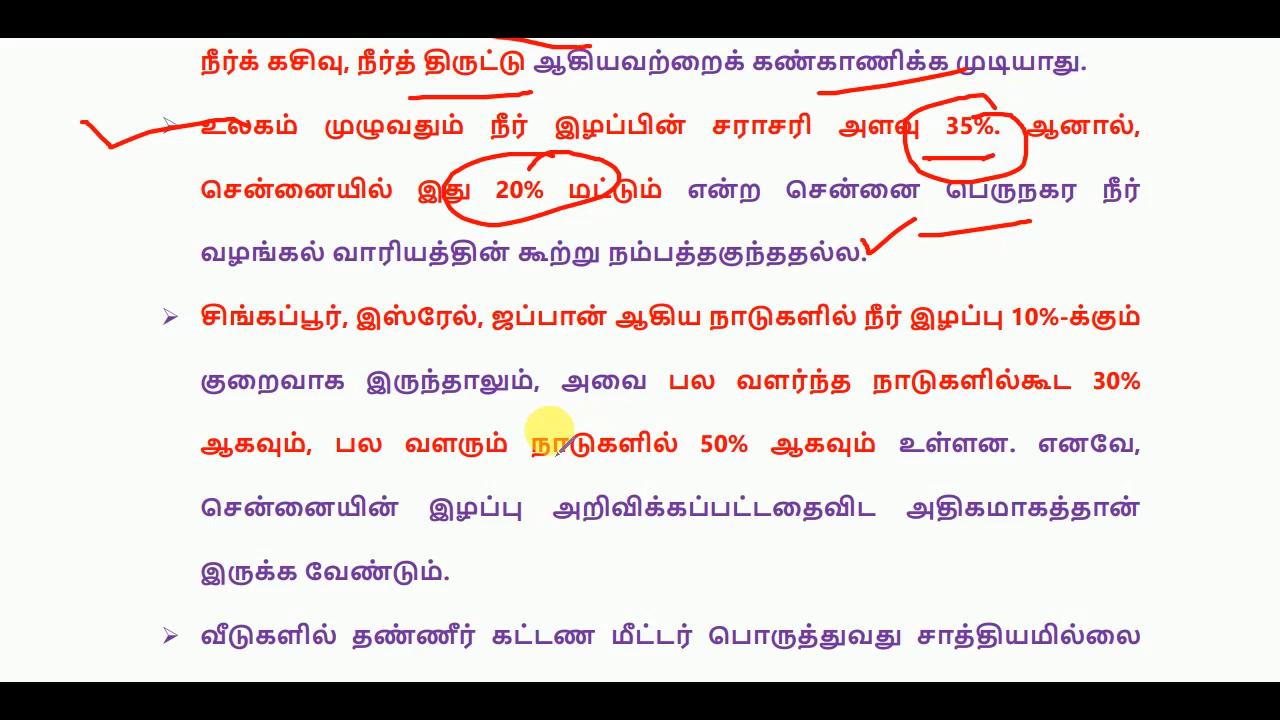 நீர்க் கசிவு, நீர்த் திருட்டு ஆகியவற்றைக் கண்காணிக்க முடியாது.
உலகம் முழுவதும் நீர் இழப்பின் சராசரி அளவு 35%. ஆனால்,
சென்னையில் இது 20% மட்டும் என்ற சென்னை பெருநகர நீர்
வழங்கல் வாரியத்தின் கூற்று நம்பத்தகுந்ததல்ல.
சிங்கப்பூர், இஸ்ரேல், ஜப்பான் ஆகிய நாடுகளில் நீர் இழப்பு 10%-க்கும்
குறைவாக இருந்தாலும், அவை பல வளர்ந்த நாடுகளில்கூட 30%
ஆகவும், பல வளரும் நாடுகளில் 50% ஆகவும் உள்ளன. எனவே,
சென்னையின் இழப்பு அறிவிக்கப்பட்டதைவிட அதிகமாகத்தான்
இருக்க வேண்டும்.
வீடுகளில் தண்ணீர் கட்டண மீட்டர் பொருத்துவது சாத்தியமில்லை